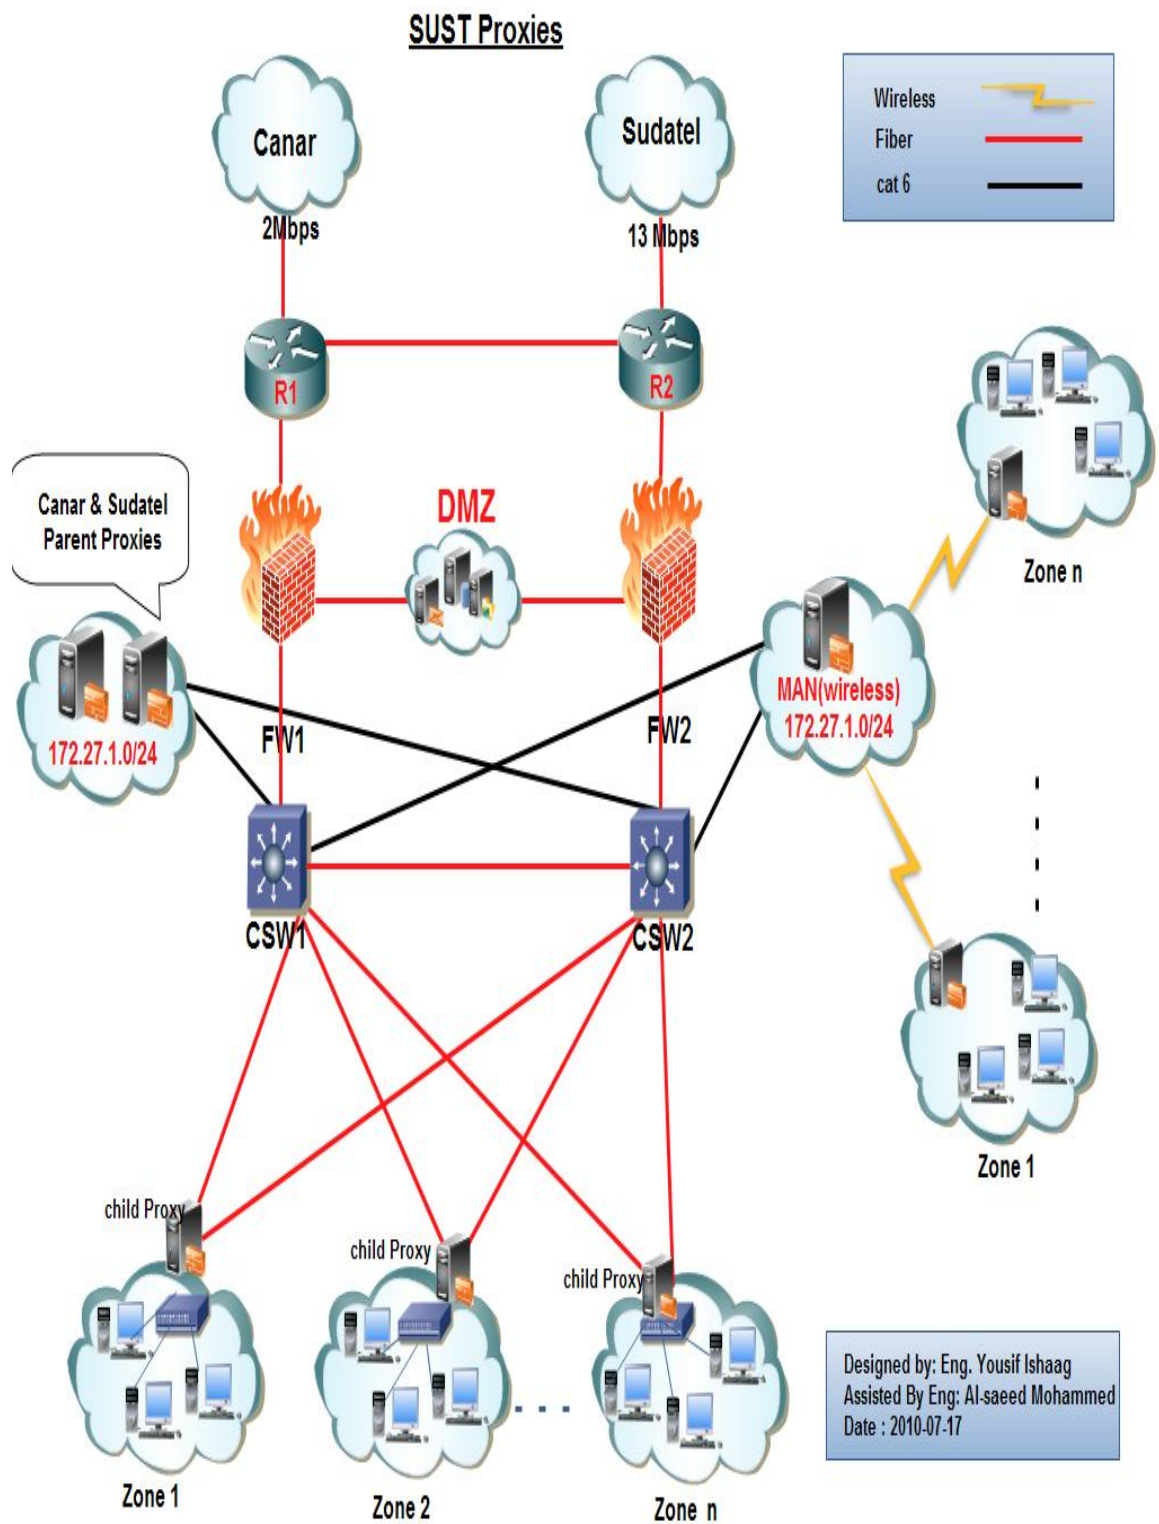 SUST Proxies
Canar
Sudatel
2Mbps
13 Mbps
Wireless
Fiber
cat 6
R1
R2
Canar & Sudatel
Parent Proxies
DMZ
Zone n
172.27.1.0/24
FW1
FW2
MAN(wireless)
172.27.1.0/24
CSW1
CSW2
Zone 1
child Proxy
child Proxy
child Proxy
Zone 1
Zone 2
Zone n
Designed by: Eng. Yousif Ishaag
Assisted By Eng: Al-saeed Mohammed
Date : 2010-07-17